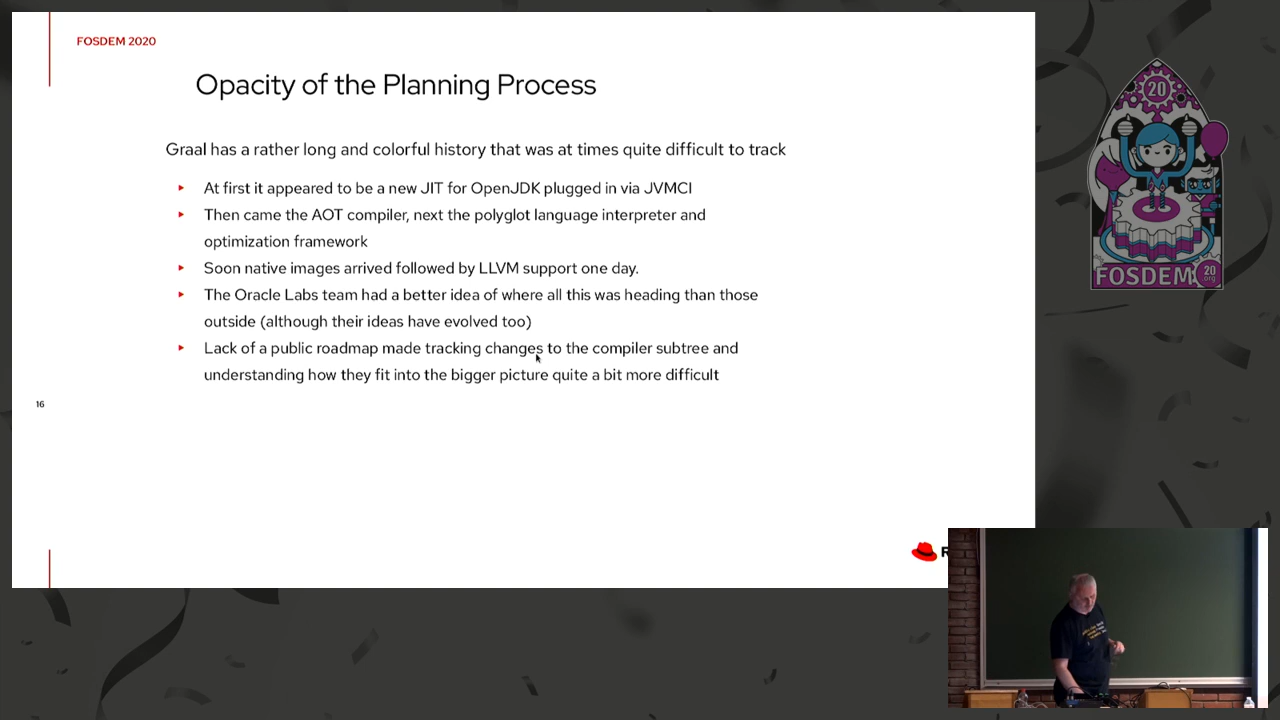 FOSDEM 2020
Opacity of the Planning Process
Graal has a rather long and colorful history that was at times quite difficult to track
At first it appeared to be a new JIT for OpenJDK plugged in via JVMCI
Then came the AOT compiler, next the polyglot language interpreter and
optimization framework
Soon native images arrived followed by LLVM support one day.
The Oracle Labs team had a better idea of where all this was heading than those
outside (although their ideas have evolved too)
Lack of a public roadmap made tracking changes to the compiler subtree and
understanding how they fit into the bigger picture quite a bit more difficult
16
20
FOSDEM
20
org